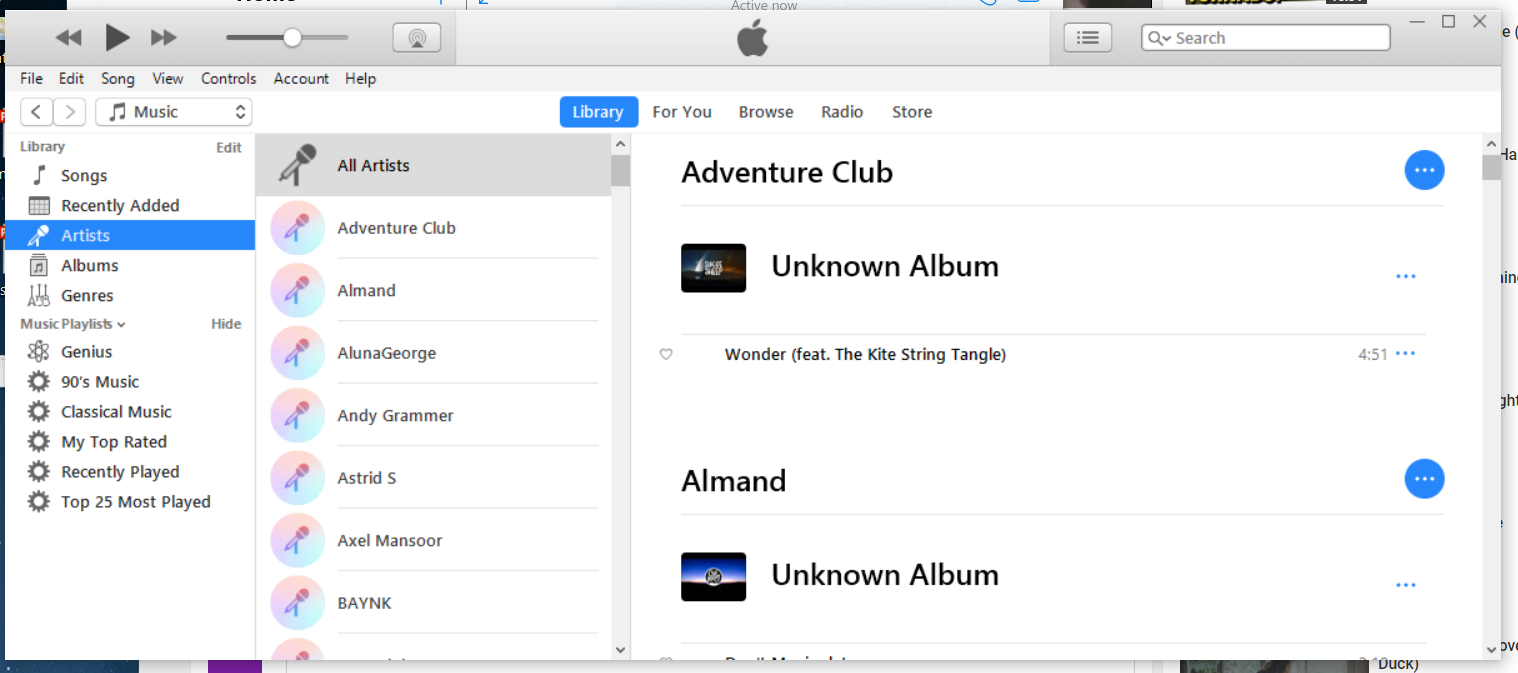 Active now
Search
File Edit Song View Controls Account Help
Music
Library For You Browse Radio Store
Library Edit
Songs
Recently Added
Artists
Albums
Genres
Music Playlists Hide
Genius
90's Music
Classical Music
My Top Rated
Recently Played
Top 25 Most Played
All Artists
Adventure Club
Almand
AlunaGeorge
Andy Grammer
Astrid S
Axel Mansoor
BAYNK
Adventure Club
Unknown Album
Wonder (feat. The Kite String Tangle) 4:51
Almand
Unknown Album
Duck)